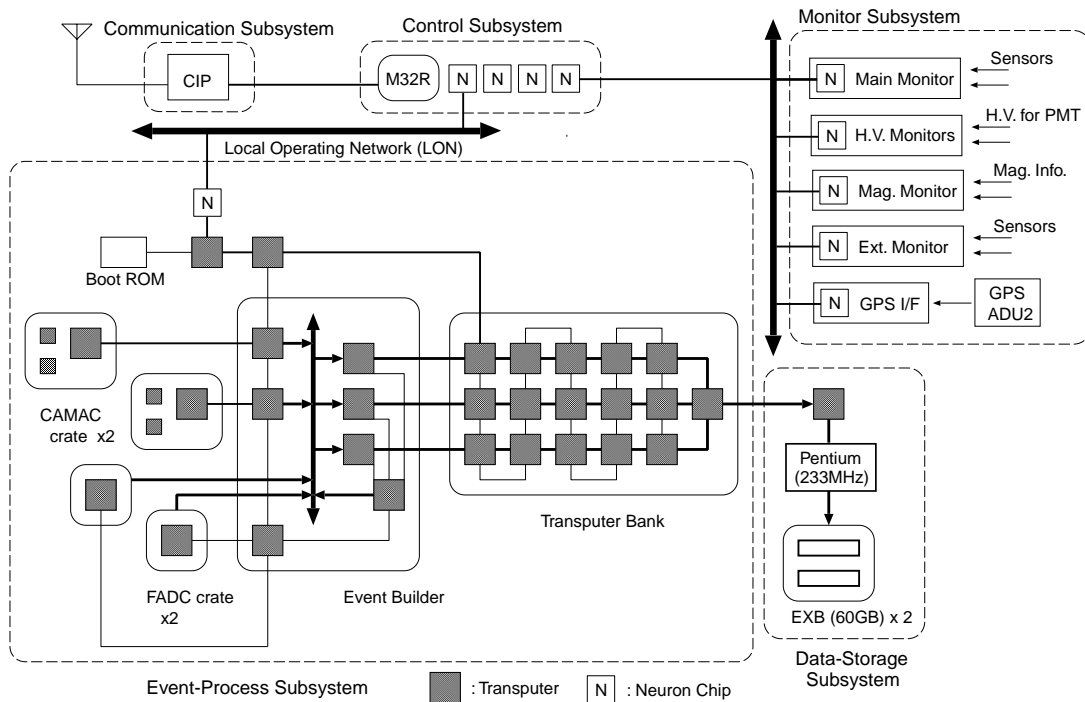 Communication Subsystem
Control Subsystem
Monitor Subsystem
CIP
M32R
N
N
N
N
Local Operating Network (LON)
N
Main Monitor
Sensors
N
H.V. Monitors
H.V. for PMT
N
Mag. Monitor
Mag. Info.
N
Ext. Monitor
Sensors
N
GPS I/F
GPS
ADU2
N
Boot ROM
CAMAC
crate x2
FADC crate
x2
Event Builder
Transputer Bank
Pentium
(233MHz)
EXB (60GB) x 2
Data-Storage
Subsystem
Event-Process Subsystem
: Transputer
N
: Neuron Chip